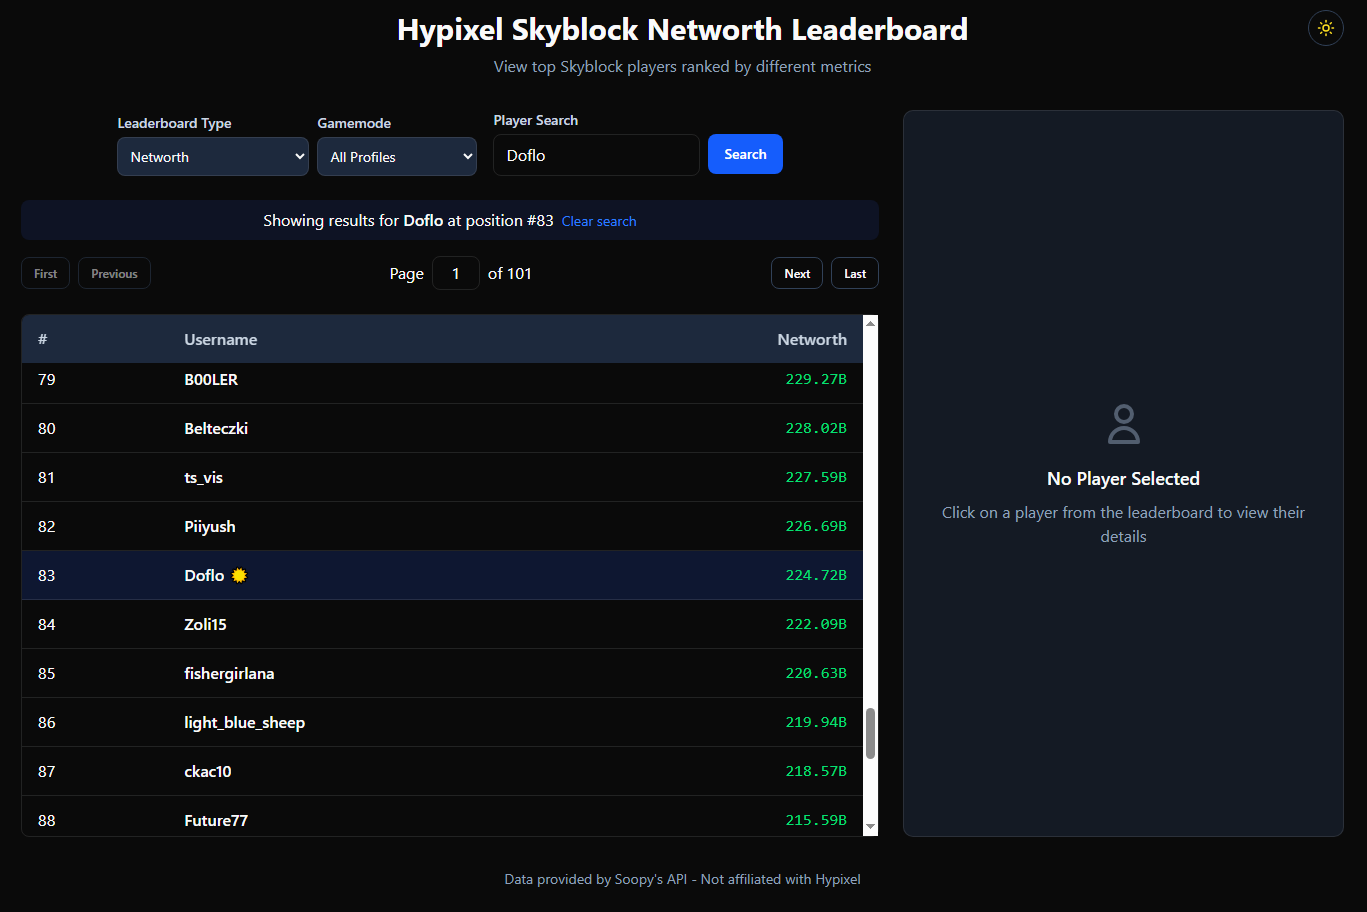 Hypixel Skyblock Networth Leaderboard
View top Skyblock players ranked by different metrics
Leaderboard Type
Networth
Gamemode
All Profiles
Player Search
Doflo
Search
Showing results for Doflo at position #83 Clear search
First Previous Page 1 of 101 Next Last
# Username Networth
79 B00LER 229.27B
80 Belteczki 228.02B
81 ts_vis 227.59B
82 Piiyush 226.69B
83 Doflo 224.72B
84 Zoli15 222.09B
85 fishergirlana 220.63B
86 light_blue_sheep 219.94B
87 ckac10 218.57B
88 Future77 215.59B
No Player Selected
Click on a player from the leaderboard to view their
details
Data provided by Soopy's API - Not affiliated with Hypixel